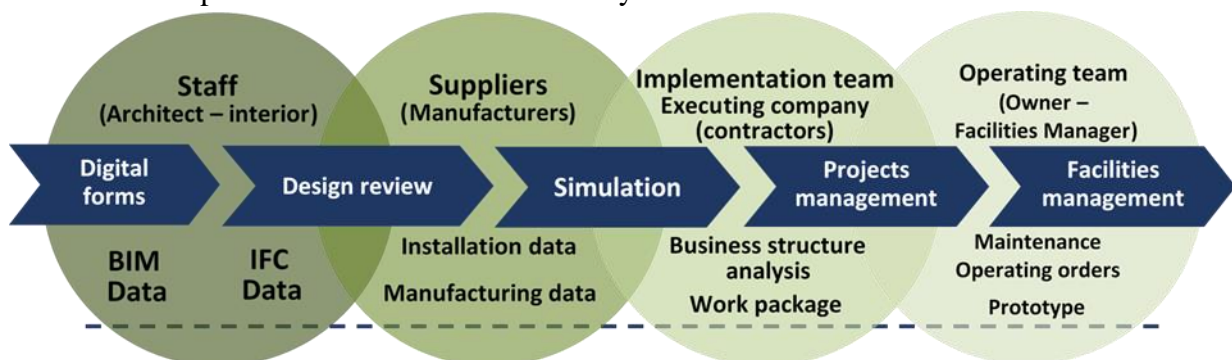 Staff
(Architect – interior)
Suppliers
(Manufacturers)
Implementation team
Executing company
(contractors)
Operating team
(Owner –
Facilities Manager)
Digital
forms
Design review
Simulation
Projects
management
Facilities
management
BIM
Data
IFC
Data
Installation data
Manufacturing data
Business structure
analysis
Work package
Maintenance
Operating orders
Prototype